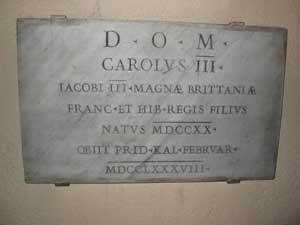 D · O · M
CAROLVS III
IACOBI III · MAGNÆ BRITTANIÆ
FRANC · ET HIB · REGIS FILIVS
NATVS MDCCXX ·
OBIIT PRID · KAL · FEBRVAR ·
MDCCLXXXVIII ·